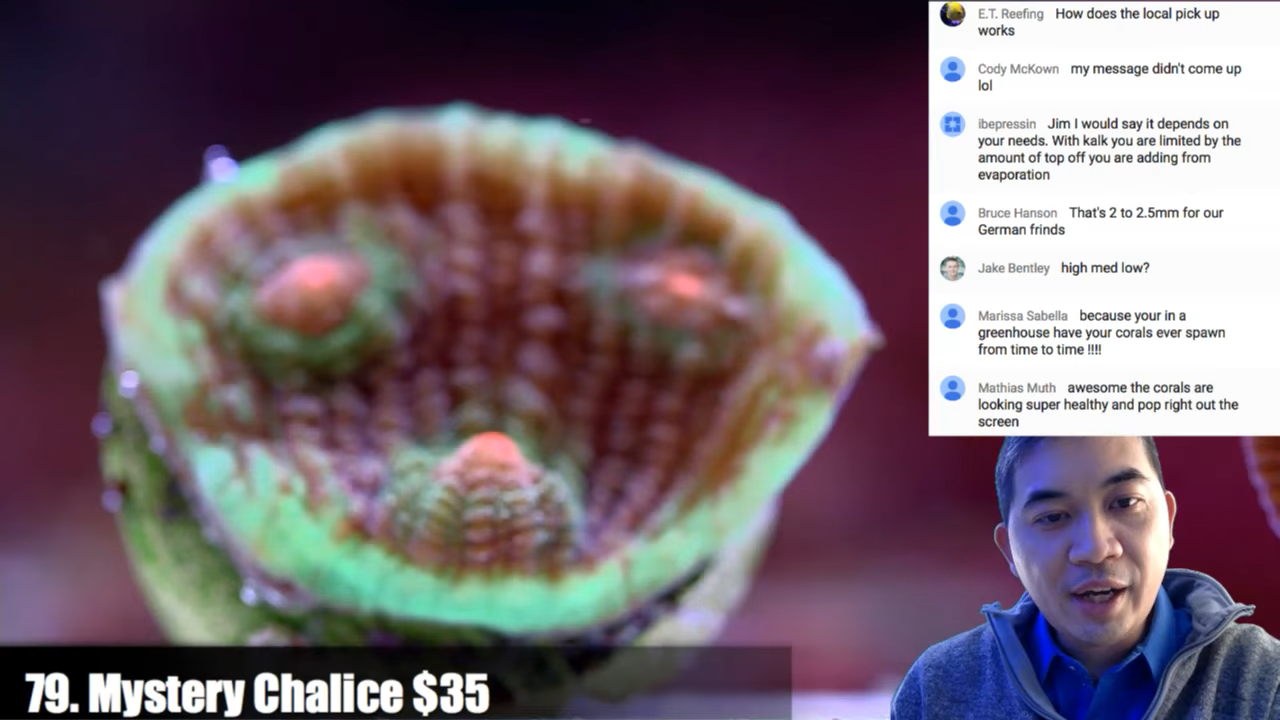 E.T. Reefing How does the local pick up
works
Cody McKown my message didn't come up
lol
ibepressin Jim I would say it depends on
your needs. With kalk you are limited by the
amount of top off you are adding from
evaporation
Bruce Hanson That's 2 to 2.5mm for our
German frinds
Jake Bentley high med low?
Marissa Sabella because your in a
greenhouse have your corals ever spawn
from time to time !!!!
Mathias Muth awesome the corals are
looking super healthy and pop right out the
screen
79. Mystery Chalice $35